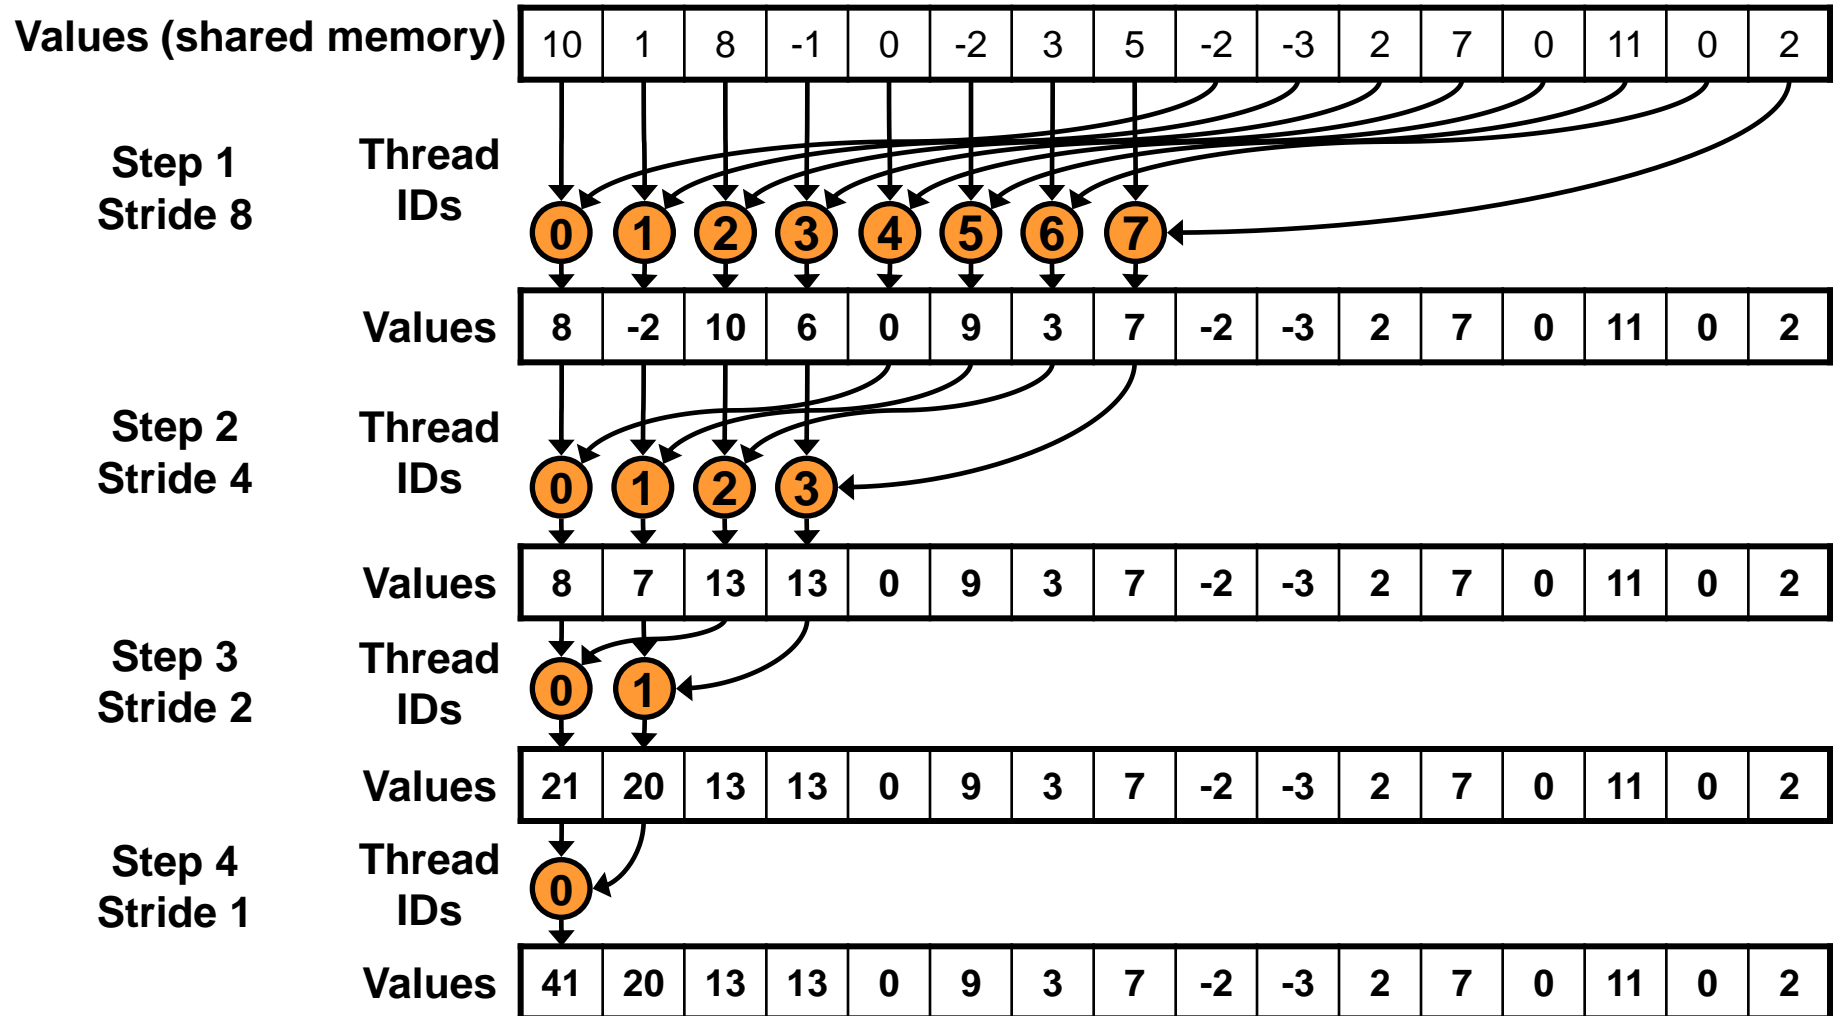 Values (shared memory) 10 1 8 -1 0 -2 3 5 -2 -3 2 7 0 11 0 2
Step 1
Stride 8
Thread
IDs
0 1 2 3 4 5 6 7
Values 8 -2 10 6 0 9 3 7 -2 -3 2 7 0 11 0 2
Step 2
Stride 4
Thread
IDs
0 1 2 3
Values 8 7 13 13 0 9 3 7 -2 -3 2 7 0 11 0 2
Step 3
Stride 2
Thread
IDs
0 1
Values 21 20 13 13 0 9 3 7 -2 -3 2 7 0 11 0 2
Step 4
Stride 1
Thread
IDs
0
Values 41 20 13 13 0 9 3 7 -2 -3 2 7 0 11 0 2